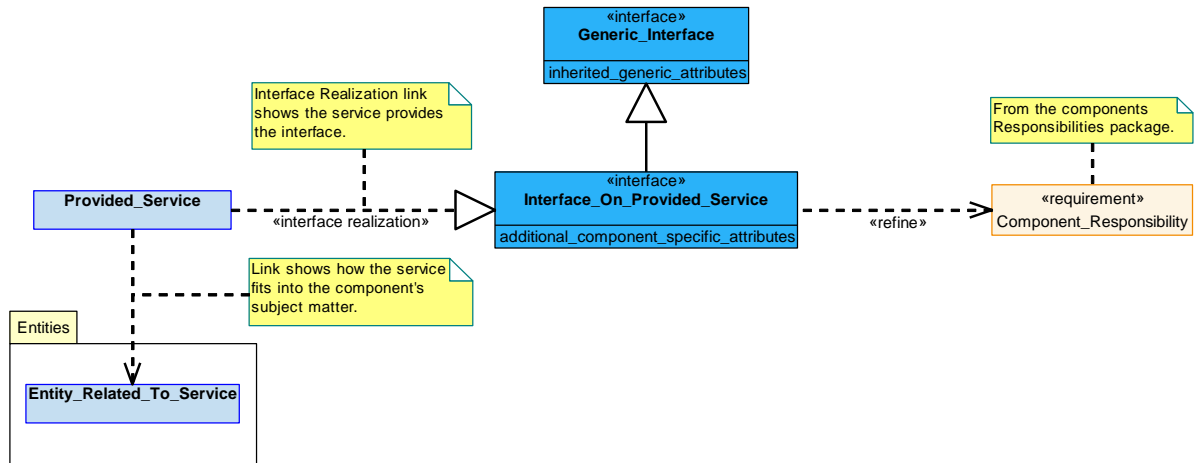 «interface»
Generic_Interface
inherited_generic_attributes
Interface Realization link
shows the service provides
the interface.
From the components
Responsibilities package.
Provided_Service
«interface realization»
«interface»
Interface_On_Provided_Service
additional_component_specific_attributes
«refine»
«requirement»
Component_Responsibility
Link shows how the service
fits into the component's
subject matter.
Entities
Entity_Related_To_Service